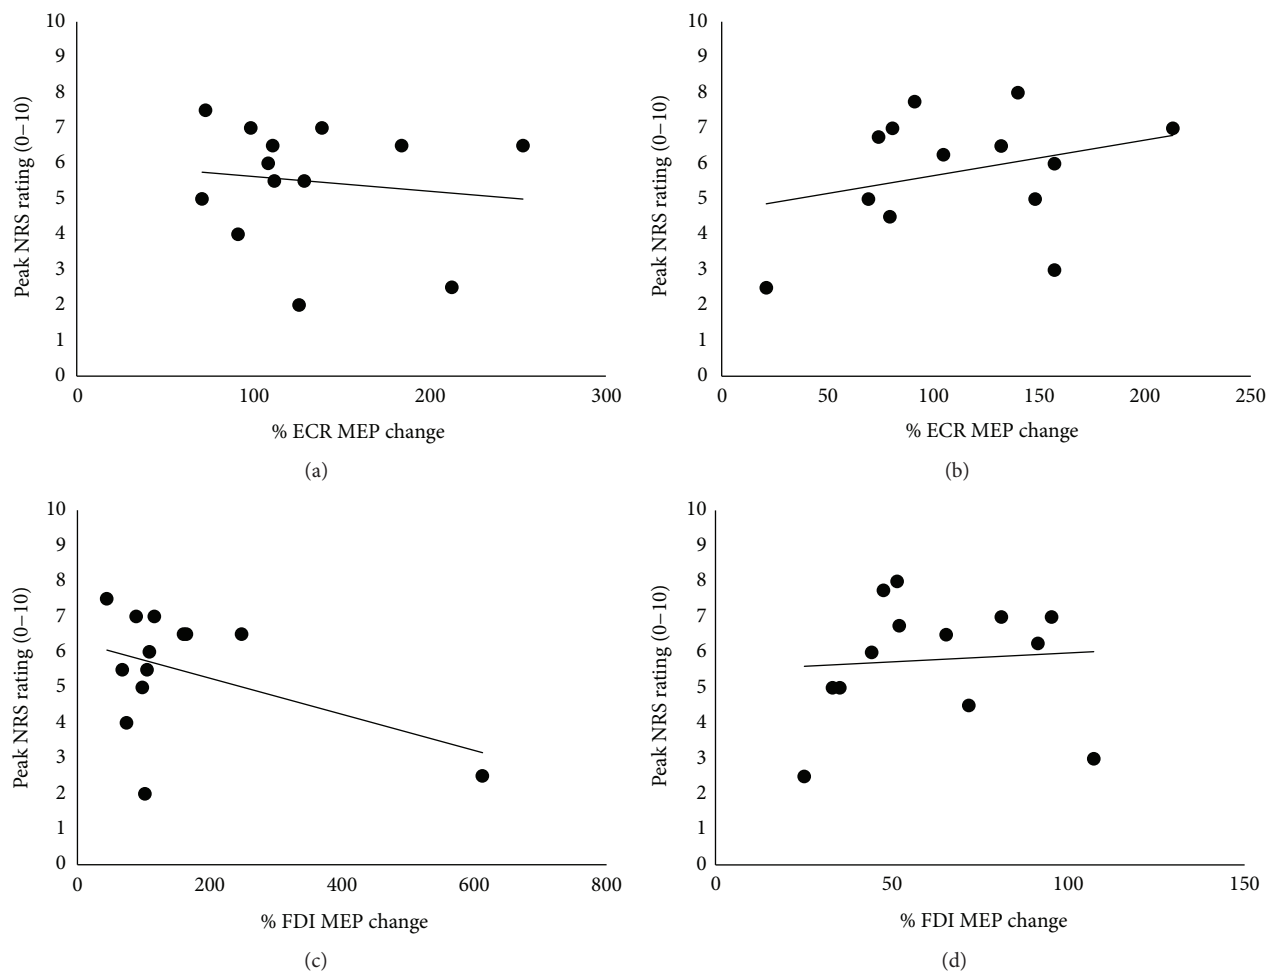 10
9
8
7
6
5
4
3
2
1
0
Peak NRS rating (0–10)
0 100 200 300
% ECR MEP change
(a)
10
9
8
7
6
5
4
3
2
1
0
Peak NRS rating (0–10)
0 50 100 150 200 250
% ECR MEP change
(b)
10
9
8
7
6
5
4
3
2
1
0
Peak NRS rating (0–10)
0 200 400 600 800
% FDI MEP change
(c)
10
9
8
7
6
5
4
3
2
1
0
Peak NRS rating (0–10)
0 50 100 150
% FDI MEP change
(d)